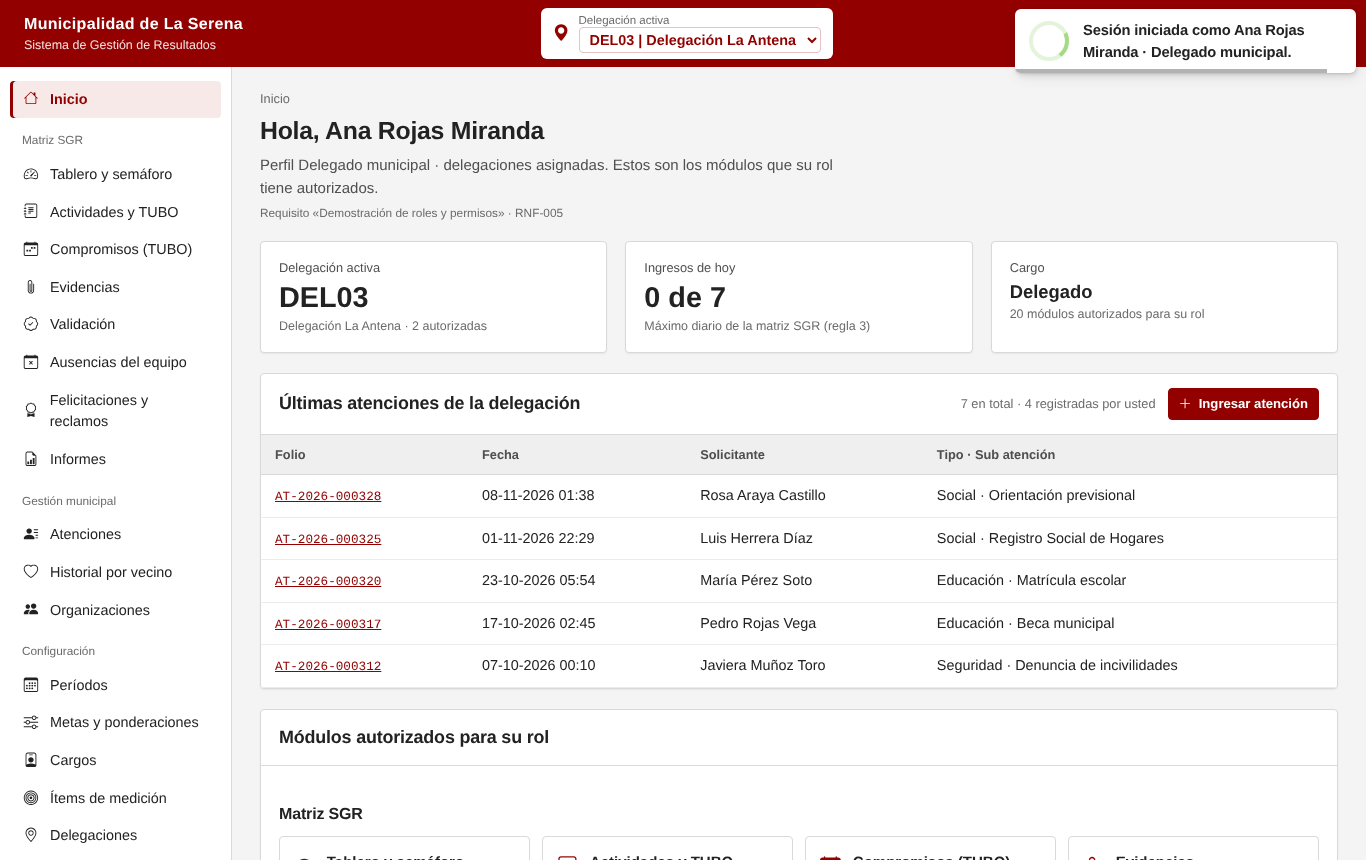 Municipalidad de La Serena
Sistema de Gestión de Resultados
Delegación activa
DEL03 | Delegación La Antena
Sesión iniciada como Ana Rojas
Miranda · Delegado municipal.
Inicio
Matriz SGR
Tablero y semáforo
Actividades y TUBO
Compromisos (TUBO)
Evidencias
Validación
Ausencias del equipo
Felicitaciones y
reclamos
Informes
Gestión municipal
Atenciones
Historial por vecino
Organizaciones
Configuración
Períodos
Metas y ponderaciones
Cargos
Ítems de medición
Delegaciones
Inicio
Hola, Ana Rojas Miranda
Perfil Delegado municipal · delegaciones asignadas. Estos son los módulos que su rol
tiene autorizados.
Requisito «Demostración de roles y permisos» · RNF-005
Delegación activa
DEL03
Delegación La Antena · 2 autorizadas
Ingresos de hoy
0 de 7
Máximo diario de la matriz SGR (regla 3)
Cargo
Delegado
20 módulos autorizados para su rol
Últimas atenciones de la delegación
7 en total · 4 registradas por usted
Ingresar atención
Folio Fecha Solicitante Tipo · Sub atención
AT-2026-000328 08-11-2026 01:38 Rosa Araya Castillo Social · Orientación previsional
AT-2026-000325 01-11-2026 22:29 Luis Herrera Díaz Social · Registro Social de Hogares
AT-2026-000320 23-10-2026 05:54 María Pérez Soto Educación · Matrícula escolar
AT-2026-000317 17-10-2026 02:45 Pedro Rojas Vega Educación · Beca municipal
AT-2026-000312 07-10-2026 00:10 Javiera Muñoz Toro Seguridad · Denuncia de incivilidades
Módulos autorizados para su rol
Matriz SGR
Tablero y semáforo Actividades y TUBO Compromisos (TUBO) Evidencias